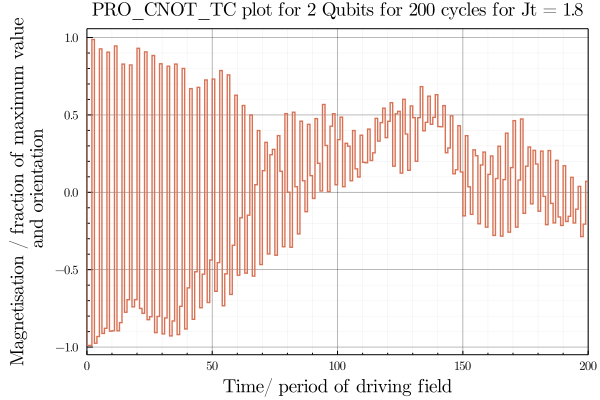 PRO_CNOT_TC plot for 2 Qubits for 200 cycles for Jt = 1.8
Magnetisation / fraction of maximum value
and orientation
1.0
0.5
0.0
−0.5
−1.0
0
50
100
150
200
Time/ period of driving field